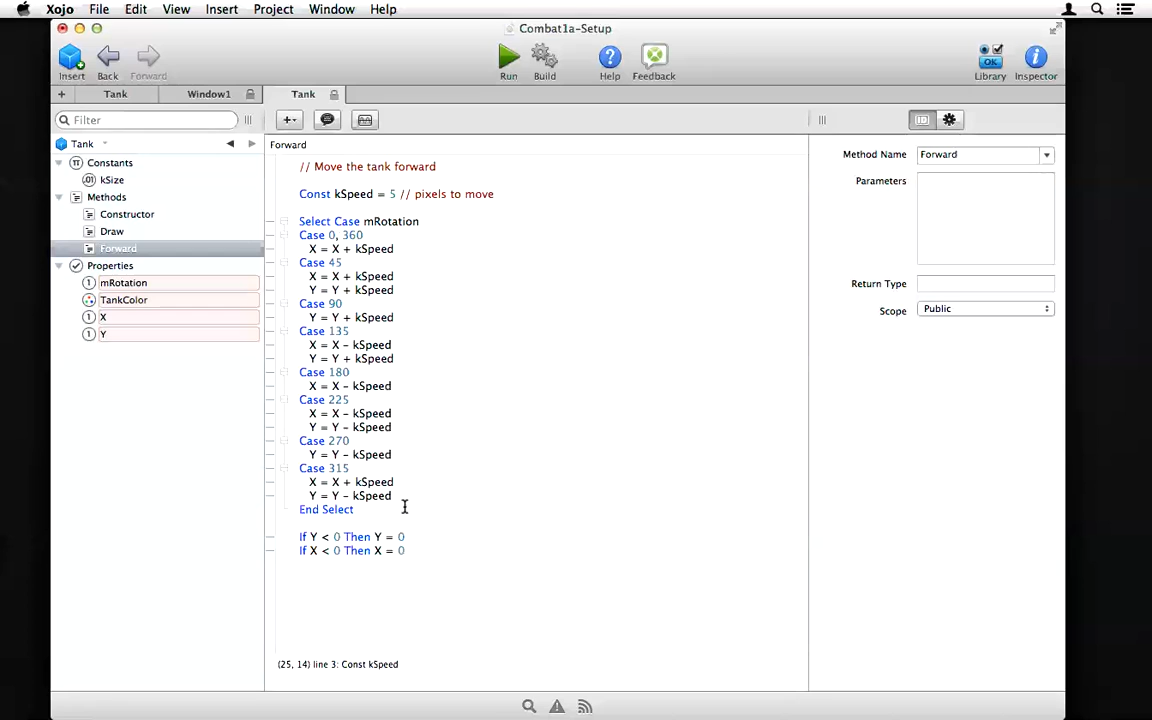 Xojo File Edit View Insert Project Window Help
Combat1a-Setup
Insert Back Forward Run Build Help Feedback OK Library Inspector
+ Tank Window1 Tank
Filter
Tank
Constants
kSize
Methods
Constructor
Draw
Forward
Properties
mRotation
TankColor
X
Y
Forward
// Move the tank forward
Const kSpeed = 5 // pixels to move
Select Case mRotation
Case 0, 360
X = X + kSpeed
Case 45
X = X + kSpeed
Y = Y + kSpeed
Case 90
Y = Y + kSpeed
Case 135
X = X - kSpeed
Y = Y + kSpeed
Case 180
X = X - kSpeed
Case 225
X = X - kSpeed
Y = Y - kSpeed
Case 270
Y = Y - kSpeed
Case 315
X = X + kSpeed
Y = Y - kSpeed
End Select
If Y < 0 Then Y = 0
If X < 0 Then X = 0
(25, 14) line 3: Const kSpeed
Method Name Forward
Parameters
Return Type
Scope Public